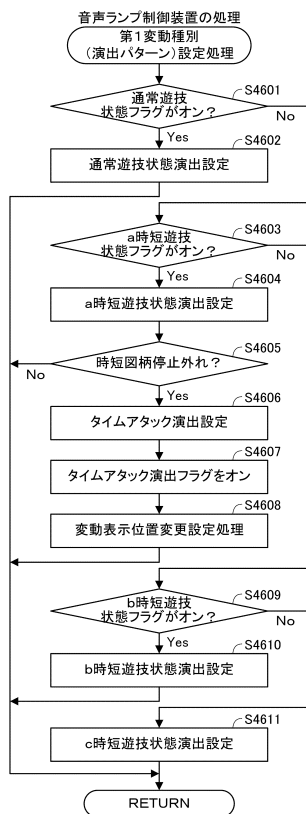 音声ランプ制御装置の処理
第1変動種別
(演出パターン)設定処理
S4601
通常遊技
状態フラグがオン?
No
Yes
S4602
通常遊技状態演出設定
S4603
a時短遊技
状態フラグがオン?
No
Yes
S4604
a時短遊技状態演出設定
S4605
時短図柄停止外れ?
No
Yes
S4606
タイムアタック演出設定
S4607
タイムアタック演出フラグをオン
S4608
変動表示位置変更設定処理
S4609
b時短遊技
状態フラグがオン?
No
Yes
S4610
b時短遊技状態演出設定
S4611
c時短遊技状態演出設定
RETURN